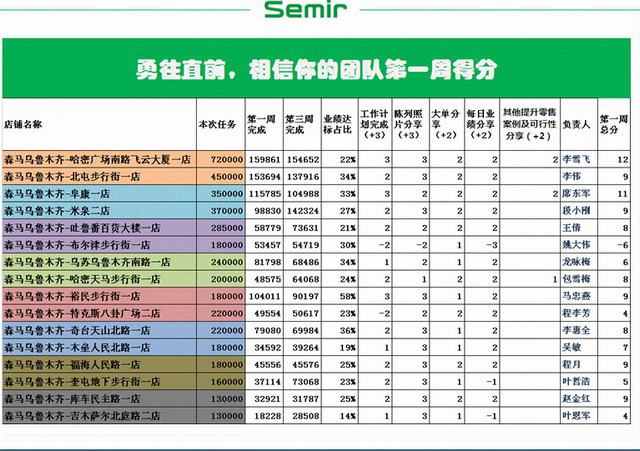 Semir
勇往直前，相信你的团队第一周得分
店铺名称 本次任务 第一周完成 第三周完成 业绩达标占比 工作计划完成（+3） 陈列照片分享（+3） 大单分享（+2） 每日业绩分享（+2） 其他提升零售案例及可行性分享（+2） 负责人 第一周总分
森马乌鲁木齐-哈密广场南路飞云大厦一店 720000 159861 154652 22% 3 3 2 2 2 李雪飞 12
森马乌鲁木齐-北屯步行街一店 450000 153694 137916 34% 3 2 2 2 李伟 9
森马乌鲁木齐-阜康一店 350000 115785 104988 33% 3 2 2 2 2 席东军 11
森马乌鲁木齐-米泉二店 370000 98830 142324 27% 3 2 2 2 段小刚 9
森马乌鲁木齐-吐鲁番百货大楼一店 285000 58779 73631 21% 2 2 2 2 王倩 8
森马乌鲁木齐-布尔津步行街一店 180000 53457 54719 30% -2 -2 1 -3 姚大伟 -6
森马乌鲁木齐-乌苏乌鲁木齐南路一店 240000 81798 68486 34% 1 2 1 2 龙咏梅 6
森马乌鲁木齐-哈密天马步行街一店 200000 48575 64068 24% 2 1 2 2 1 包雪梅 8
森马乌鲁木齐-裕民步行街一店 180000 104011 90197 58% 3 3 1 2 马忠燕 9
森马乌鲁木齐-特克斯八卦广场二店 220000 49554 50617 23% -2 3 1 2 程李芳 4
森马乌鲁木齐-奇台天山北路一店 220000 79080 69984 36% 2 3 1 2 李惠全 8
森马乌鲁木齐-木垒人民北路一店 180000 34592 39264 19% 1 3 1 2 吴敏 7
森马乌鲁木齐-福海人民路一店 180000 45556 45576 25% 2 3 2 2 程月 9
森马乌鲁木齐-奎屯地下步行街一店 160000 37114 73068 23% 2 3 1 -1 叶哲浩 5
森马乌鲁木齐-库车民主路一店 130000 32921 31787 25% 2 3 2 2 赵金红 9
森马乌鲁木齐-吉木萨尔北庭路二店 130000 18228 28508 14% 1 3 1 -1 叶恩军 4